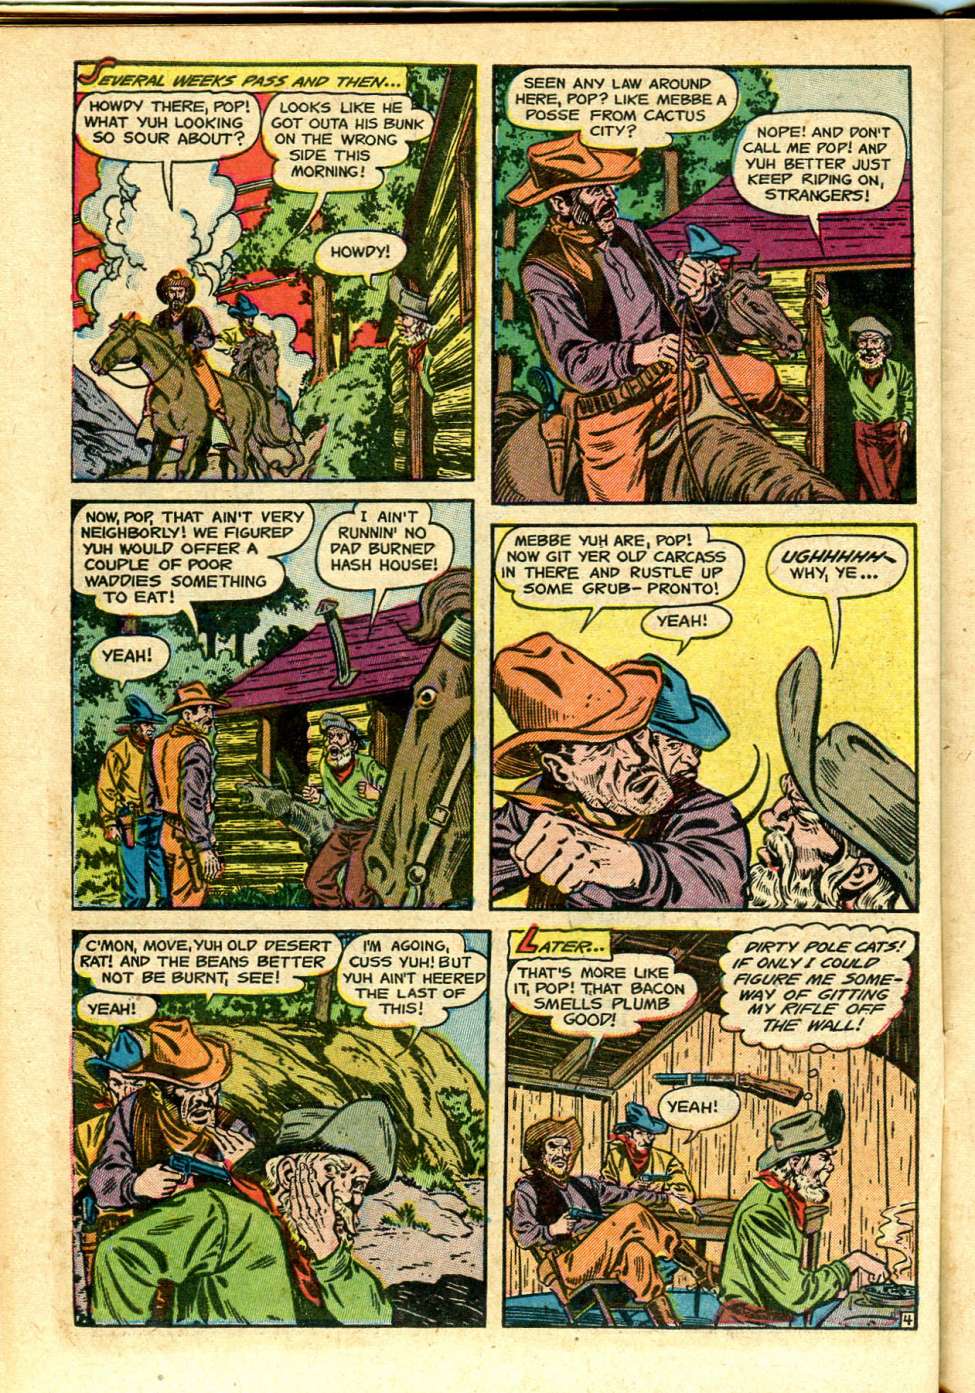 SEVERAL WEEKS PASS AND THEN...
HOWDY THERE, POP!
WHAT YUH LOOKING
SO SOUR ABOUT?
LOOKS LIKE HE
GOT OUTA HIS BUNK
ON THE WRONG
SIDE THIS
MORNING!
HOWDY!
SEEN ANY LAW AROUND
HERE, POP? LIKE MEBBE A
POSSE FROM CACTUS
CITY?
NOPE! AND DON'T
CALL ME POP! AND
YUH BETTER JUST
KEEP RIDING ON,
STRANGERS!
NOW, POP, THAT AIN'T VERY
NEIGHBORLY! WE FIGURED
YUH WOULD OFFER A
COUPLE OF POOR
WADDIES SOMETHING
TO EAT!
YEAH!
I AIN'T
RUNNIN' NO
DAD BURNED
HASH HOUSE!
MEBBE YUH ARE, POP!
NOW GIT YER OLD CARCASS
IN THERE AND RUSTLE UP
SOME GRUB-PRONTO!
YEAH!
UGHHHHH-
WHY, YE...
C'MON, MOVE, YUH OLD DESERT
RAT! AND THE BEANS BETTER
NOT BE BURNT, SEE!
YEAH!
I'M AGOING,
CUSS YUH! BUT
YUH AIN'T HEERED
THE LAST OF
THIS!
LATER...
THAT'S MORE LIKE
IT, POP! THAT BACON
SMELLS PLUMB
GOOD!
YEAH!
DIRTY POLE CATS!
IF ONLY I COULD
FIGURE ME SOME-
WAY OF GITTING
MY RIFLE OFF
THE WALL!
4